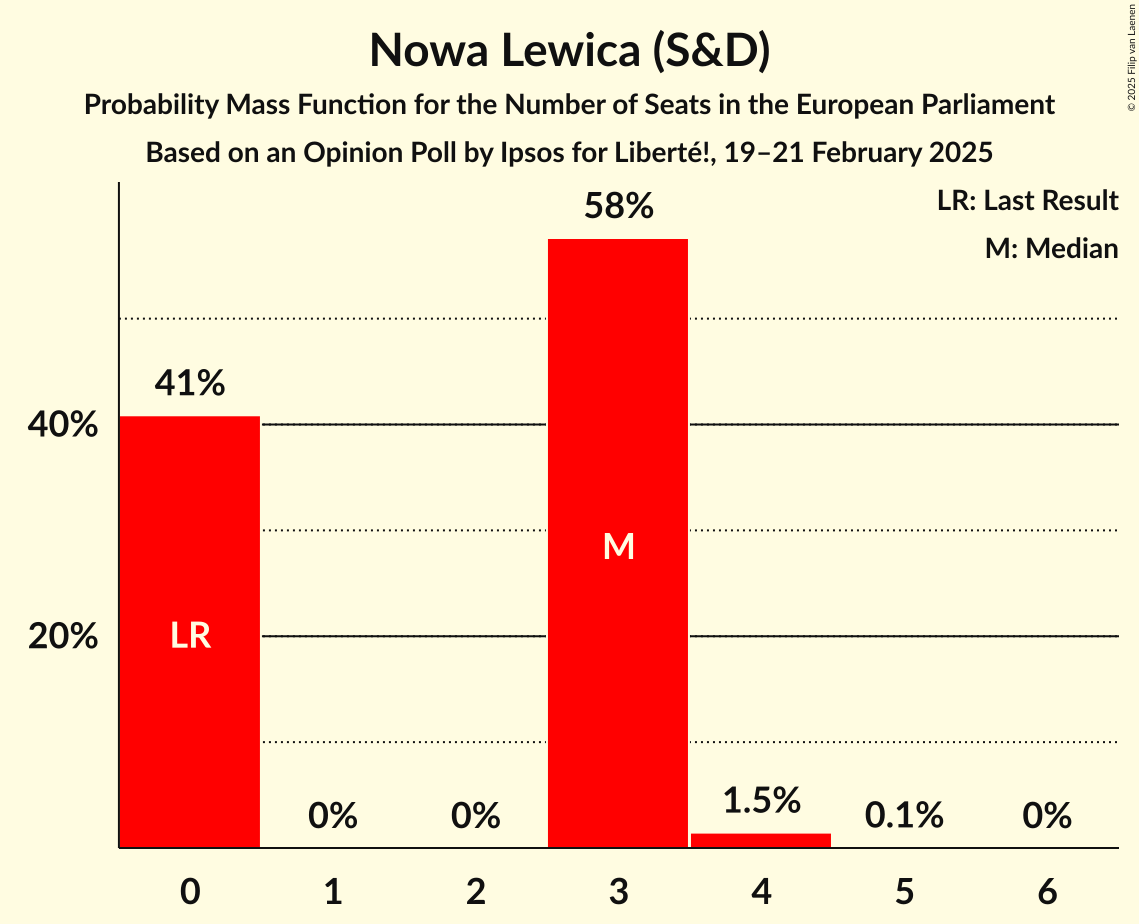 Nowa Lewica (S&D)
Probability Mass Function for the Number of Seats in the European Parliament
Based on an Opinion Poll by Ipsos for Liberté!, 19–21 February 2025
© 2025 Filip van Laenen
LR: Last Result
M: Median
58%
41%
40%
M
20%
LR
0%
0%
1.5%
0.1%
0%
0
1
2
3
4
5
6